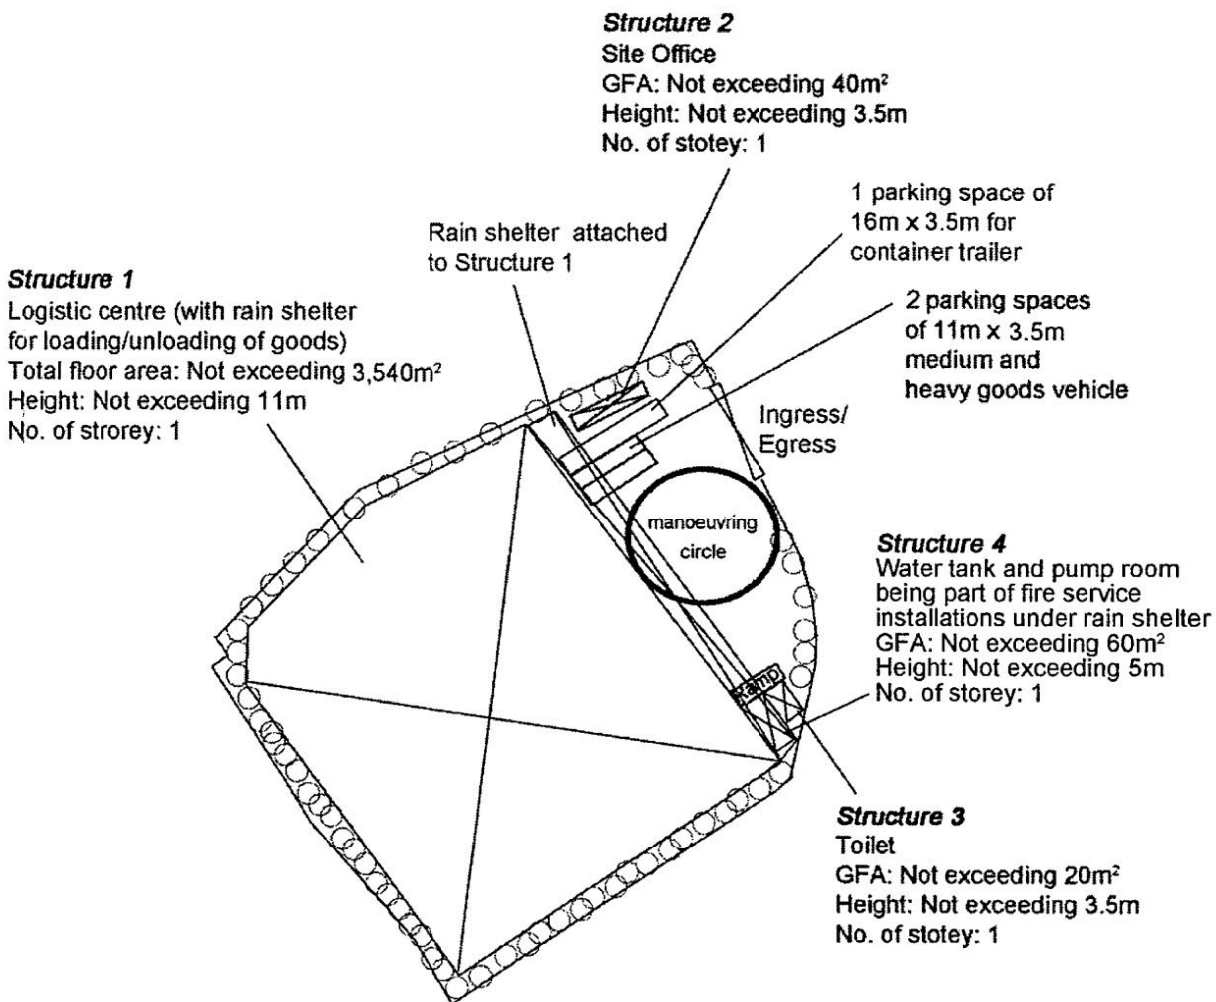 Structure 2
Site Office
GFA: Not exceeding 40m²
Height: Not exceeding 3.5m
No. of stotey: 1
1 parking space of
16m x 3.5m for
container trailer
Rain shelter attached
to Structure 1
Structure 1
Logistic centre (with rain shelter
for loading/unloading of goods)
Total floor area: Not exceeding 3,540m²
Height: Not exceeding 11m
No. of strorey: 1
2 parking spaces
of 11m x 3.5m
medium and
heavy goods vehicle
Ingress/
Egress
manoeuvring
circle
Structure 4
Water tank and pump room
being part of fire service
installations under rain shelter
GFA: Not exceeding 60m²
Height: Not exceeding 5m
No. of storey: 1
Ramp
Structure 3
Toilet
GFA: Not exceeding 20m²
Height: Not exceeding 3.5m
No. of stotey: 1